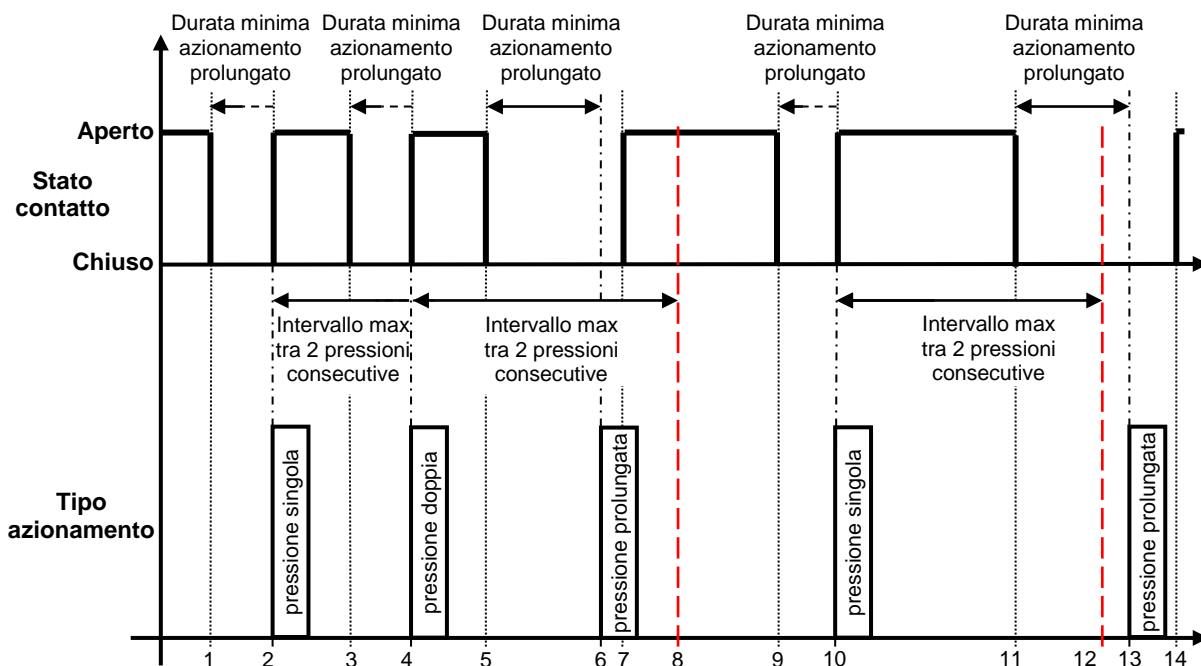 Durata minima
azionamento
prolungato
Durata minima
azionamento
prolungato
Durata minima
azionamento
prolungato
Durata minima
azionamento
prolungato
Durata minima
azionamento
prolungato
Aperto
Stato
contatto
Chiuso
Intervallo max
tra 2 pressioni
consecutive
Intervallo max
tra 2 pressioni
consecutive
Intervallo max
tra 2 pressioni
consecutive
Tipo
azionamento
pressione singola
pressione doppia
pressione prolungata
pressione singola
pressione prolungata
1 2 3 4 5 6 7 8 9 10 11 12 13 14